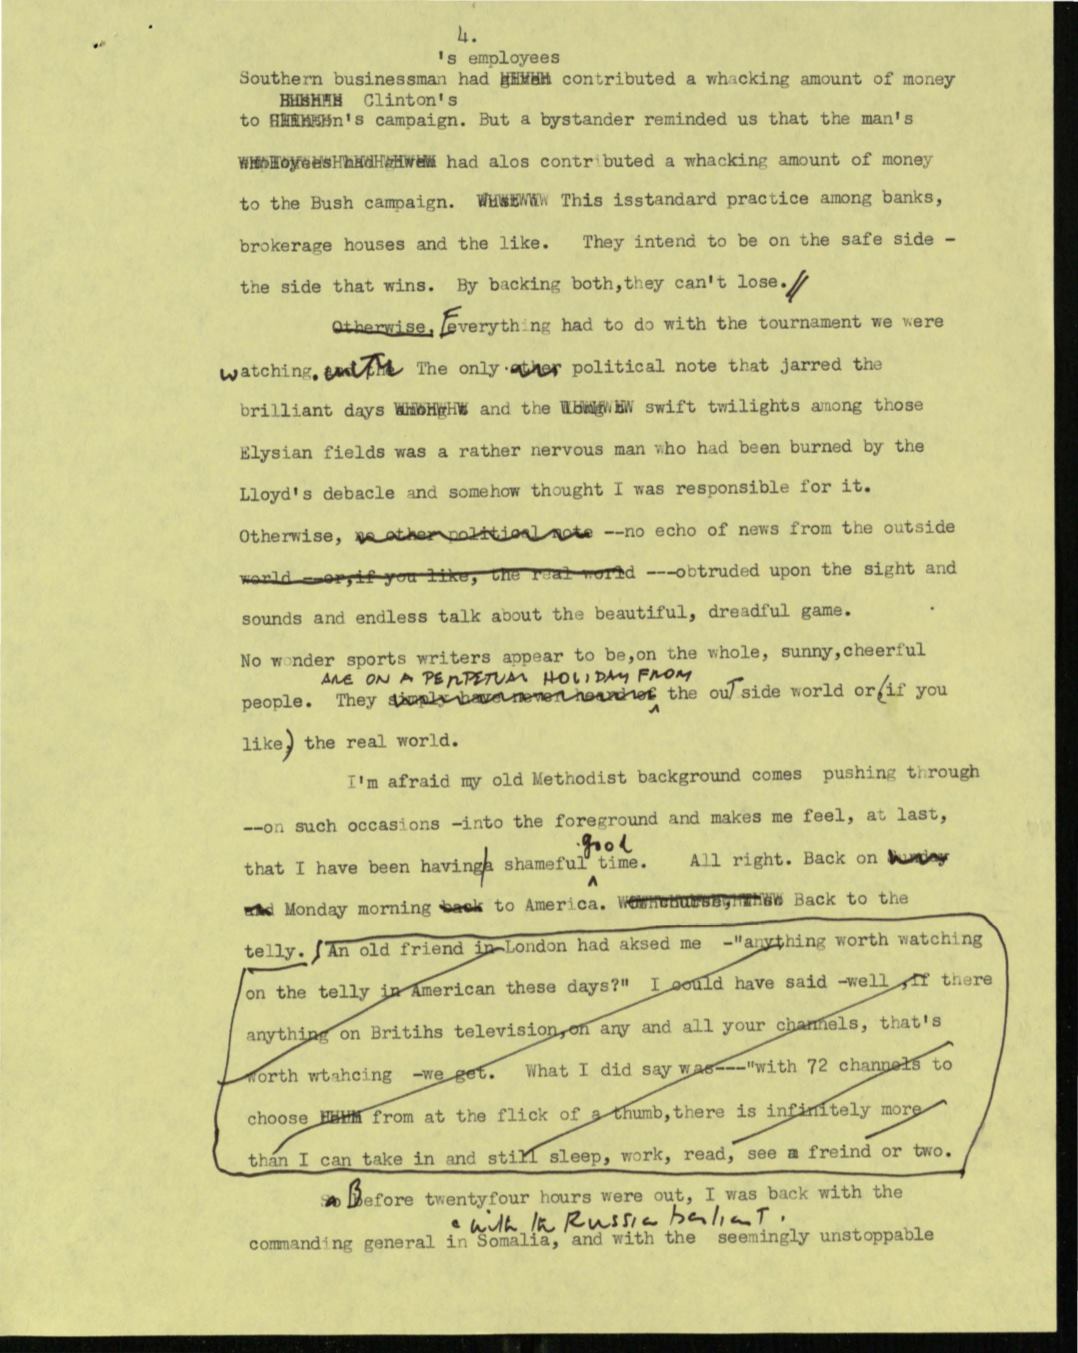 4.
's employees
Southern businessman had contributed a whacking amount of money
Clinton's
to n's campaign. But a bystander reminded us that the man's
had alos contributed a whacking amount of money
to the Bush campaign. This isstandard practice among banks,
brokerage houses and the like. They intend to be on the safe side -
the side that wins. By backing both,they can't lose.//
Otherwise, Everything had to do with the tournament we were
watching. and the The only other political note that jarred the
brilliant days among and the long swift twilights among those
Elysian fields was a rather nervous man who had been burned by the
Lloyd's debacle and somehow thought I was responsible for it.
Otherwise, no other political note --no echo of news from the outside
world --or,if you like, the real world ---obtruded upon the sight and
sounds and endless talk about the beautiful, dreadful game.
No wonder sports writers appear to be,on the whole, sunny,cheerful
ARE ON A PERPETUAL HOLIDAY FROM
people. They simply have never heard of the ouTside world or(if you
like) the real world.
I'm afraid my old Methodist background comes pushing through
--on such occasions -into the foreground and makes me feel, at last,
good
that I have been having/a shameful time. All right. Back on Sunday
and Monday morning back to America. Back to the
telly. An old friend in London had aksed me -"anything worth watching
on the telly in American these days?" I could have said -well ,if there
anything on Britihs television,on any and all your channels, that's
worth wtahcing -we get. What I did say was---"with 72 channels to
choose from at the flick of a thumb,there is infinitely more
than I can take in and still sleep, work, read, see a freind or two.
So Before twentyfour hours were out, I was back with the
with the Russian parliament.
commanding general in Somalia, and with the seemingly unstoppable